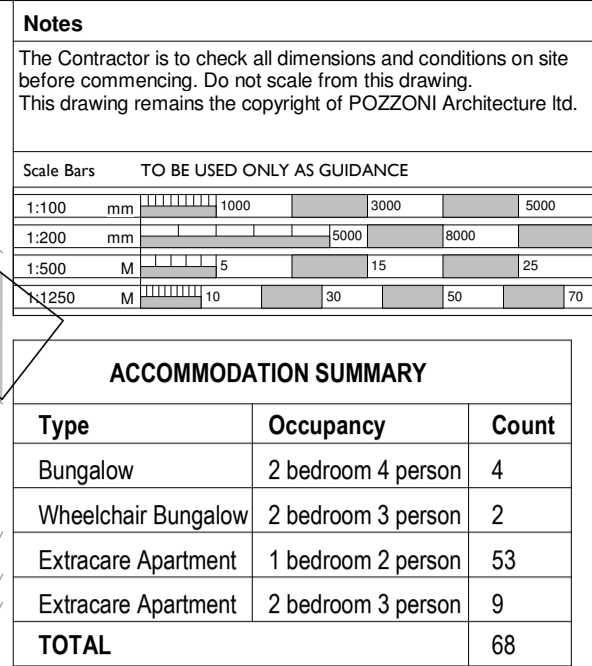 Notes
The Contractor is to check all dimensions and conditions on site
before commencing. Do not scale from this drawing.
This drawing remains the copyright of POZZONI Architecture ltd.
Scale Bars TO BE USED ONLY AS GUIDANCE
1:100 mm 1000 3000 5000
1:200 mm 5000 8000
1:500 M 5 15 25
1:1250 M 10 30 50 70
ACCOMMODATION SUMMARY
Type Occupancy Count
Bungalow 2 bedroom 4 person 4
Wheelchair Bungalow 2 bedroom 3 person 2
Extracare Apartment 1 bedroom 2 person 53
Extracare Apartment 2 bedroom 3 person 9
TOTAL 68